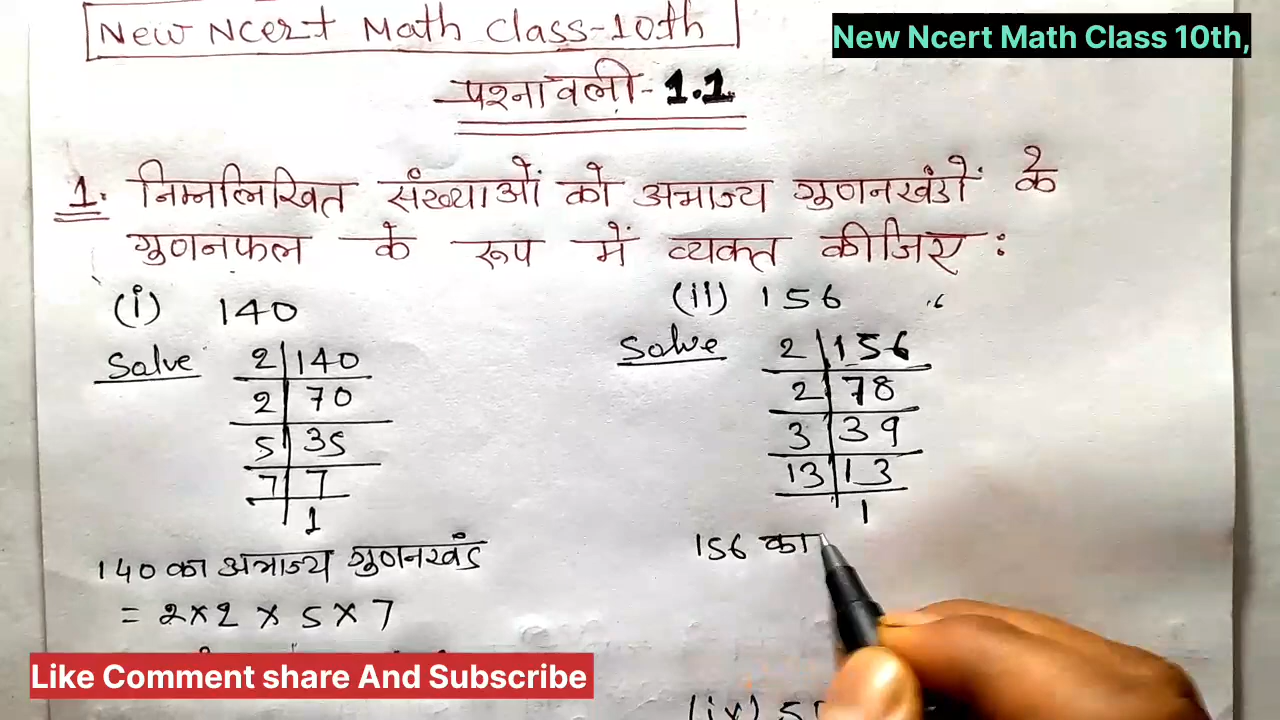 New Ncert Math Class-10th
New Ncert Math Class 10th,
प्रश्नावली- 1.1
1. निम्नलिखित संख्याओं को अभाज्य गुणनखंडों के
गुणनफल के रूप में व्यक्त कीजिए :
(i) 140
(ii) 156
Solve
2 | 140
2 | 70
5 | 35
7 | 7
1
140 का अभाज्य गुणनखंड
= 2×2 × 5 × 7
Solve
2 | 156
2 | 78
3 | 39
13 | 13
1
156 का
(iv)
Like Comment share And Subscribe